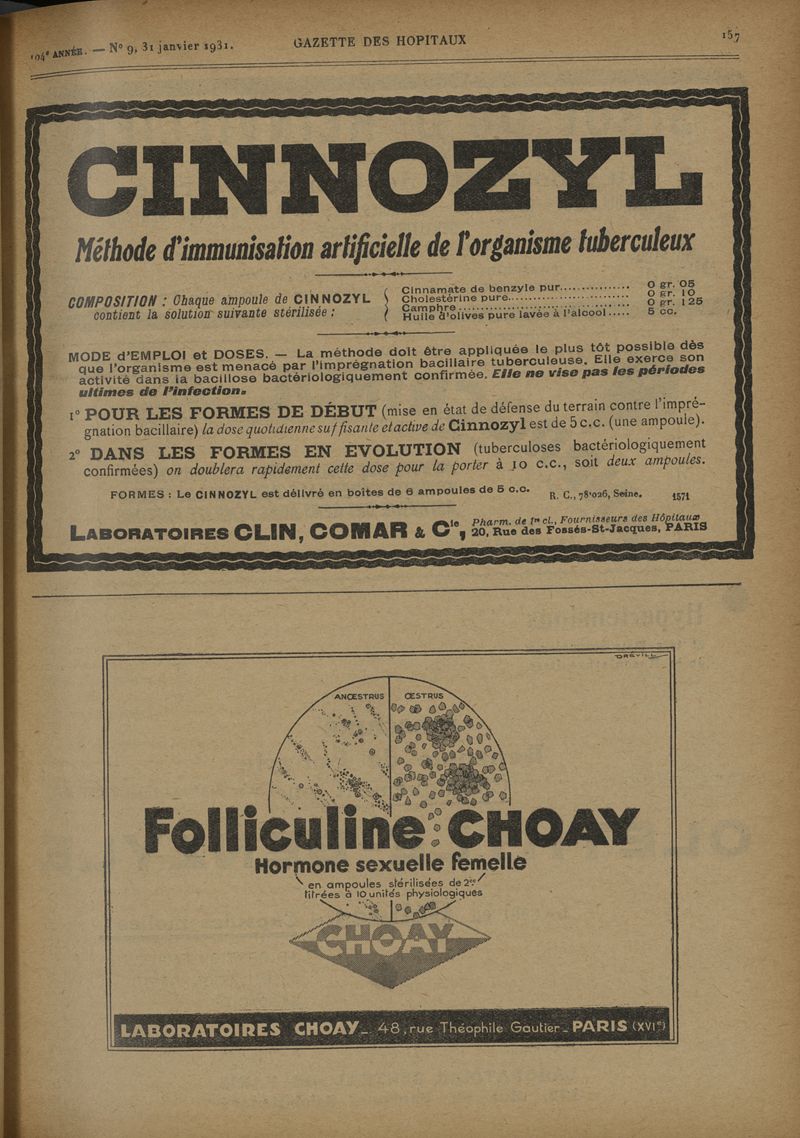 104e ANNÉE. — N° 9, 31 janvier 1931.
GAZETTE DES HOPITAUX
157
CINNOZYL
Méthode d'immunisation artificielle de l'organisme tuberculeux
COMPOSITION : Chaque ampoule de CINNOZYL
contient la solution suivante stérilisée :
Cinnamate de benzyle pur............... 0 gr. 05
Cholestérine pure........................... 0 gr. 10
Camphre....................................... 0 gr. 125
Huile d'olives pure lavée à l'alcool..... 5 cc.
MODE d'EMPLOI et DOSES. — La méthode doit être appliquée le plus tôt possible dès
que l'organisme est menacé par l'imprégnation bacillaire tuberculeuse. Elle exerce son
activité dans la bacillose bactériologiquement confirmée. Elle ne vise pas les périodes
ultimes de l'infection.
1° POUR LES FORMES DE DÉBUT (mise en état de défense du terrain contre l'impré-
gnation bacillaire) la dose quotidienne suffisante et active de Cinnozyl est de 5 c.c. (une ampoule).
2° DANS LES FORMES EN EVOLUTION (tuberculoses bactériologiquement
confirmées) on doublera rapidement cette dose pour la porter à 10 c.c., soit deux ampoules.
FORMES : Le CINNOZYL est délivré en boîtes de 6 ampoules de 5 c.c. R. C., 78·026, Seine. 1571
LABORATOIRES CLIN, COMAR & Cie, Pharm. de 1re cl., Fournisseurs des Hôpitaux
20, Rue des Fossés-St-Jacques, PARIS
ANŒSTRUS ŒSTRUS
Folliculine CHOAY
Hormone sexuelle femelle
en ampoules stérilisées de 2cc
titrées à 10 unités physiologiques
CHOAY
LABORATOIRES CHOAY_ 48, rue Théophile Gautier_ PARIS (XVIe)